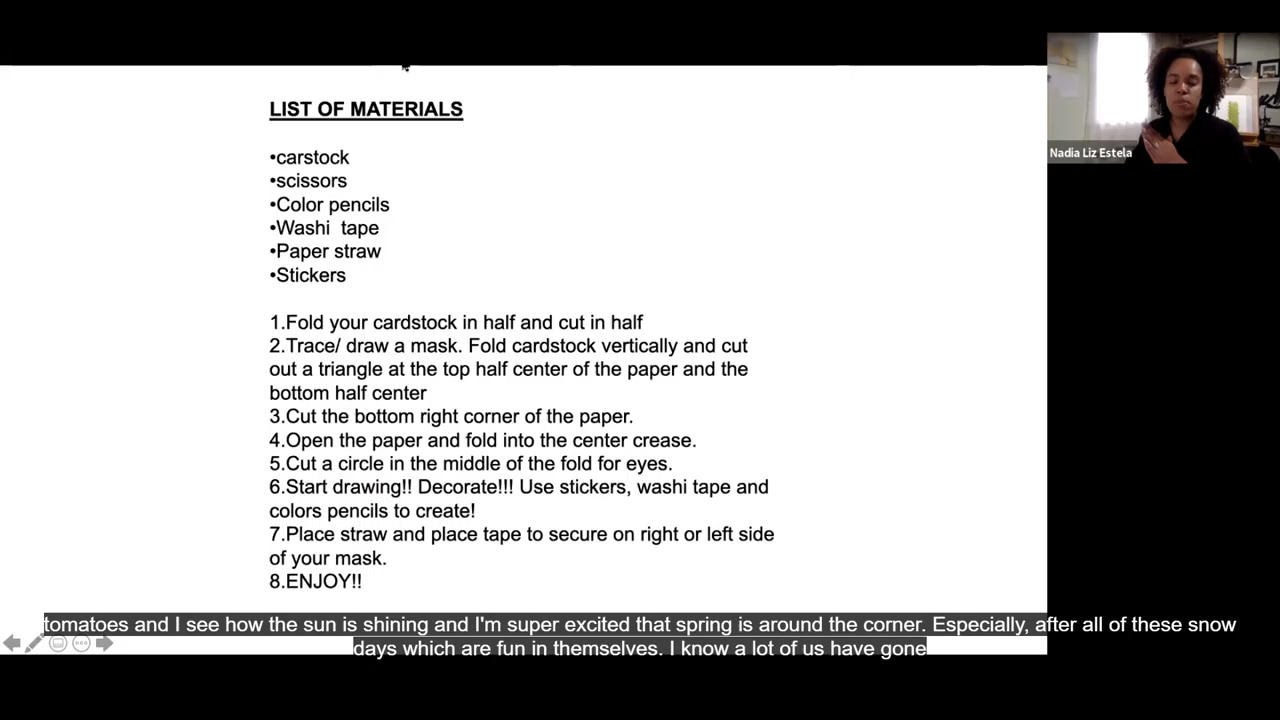 LIST OF MATERIALS
•carstock
•scissors
•Color pencils
•Washi  tape
•Paper straw
•Stickers
1.Fold your cardstock in half and cut in half
2.Trace/ draw a mask. Fold cardstock vertically and cut
out a triangle at the top half center of the paper and the
bottom half center
3.Cut the bottom right corner of the paper.
4.Open the paper and fold into the center crease.
5.Cut a circle in the middle of the fold for eyes.
6.Start drawing!! Decorate!!! Use stickers, washi tape and
colors pencils to create!
7.Place straw and place tape to secure on right or left side
of your mask.
8.ENJOY!!
Nadia Liz Estela
tomatoes and I see how the sun is shining and I'm super excited that spring is around the corner. Especially, after all of these snow
days which are fun in themselves. I know a lot of us have gone